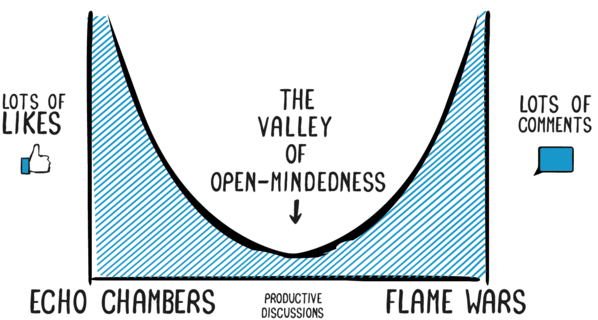 LOTS OF
LIKES
THE
VALLEY
OF
OPEN-MINDEDNESS
LOTS OF
COMMENTS
ECHO CHAMBERS
PRODUCTIVE
DISCUSSIONS
FLAME WARS